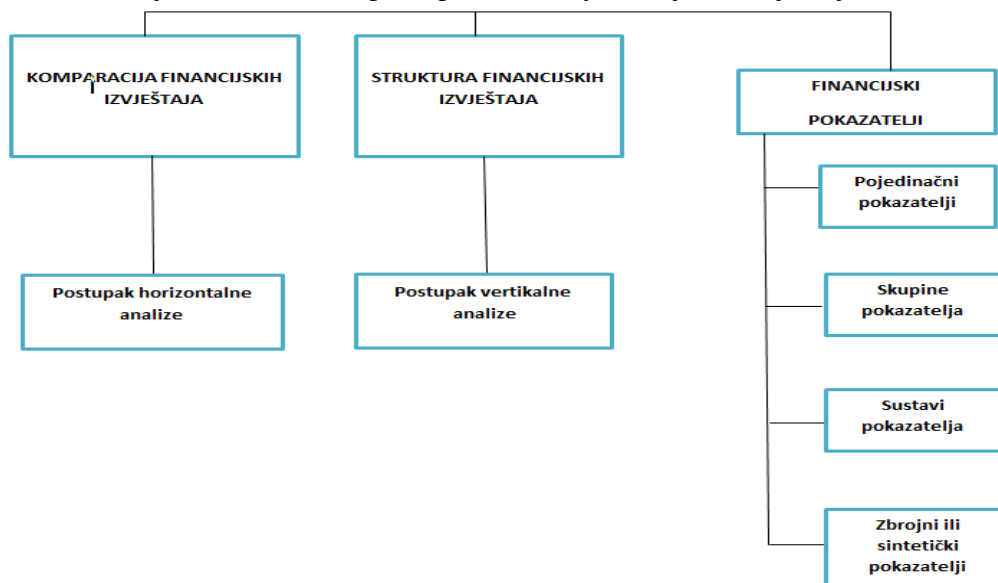 KOMPARACIJA FINANCIJSKIH
IZVJEŠTAJA
STRUKTURA FINANCIJSKIH
IZVJEŠTAJA
FINANCIJSKI
POKAZATELJI
Pojedinačni
pokazatelji
Postupak horizontalne
analize
Postupak vertikalne
analize
Skupine
pokazatelja
Sustavi
pokazatelja
Zbrojni ili
sintetički
pokazatelji